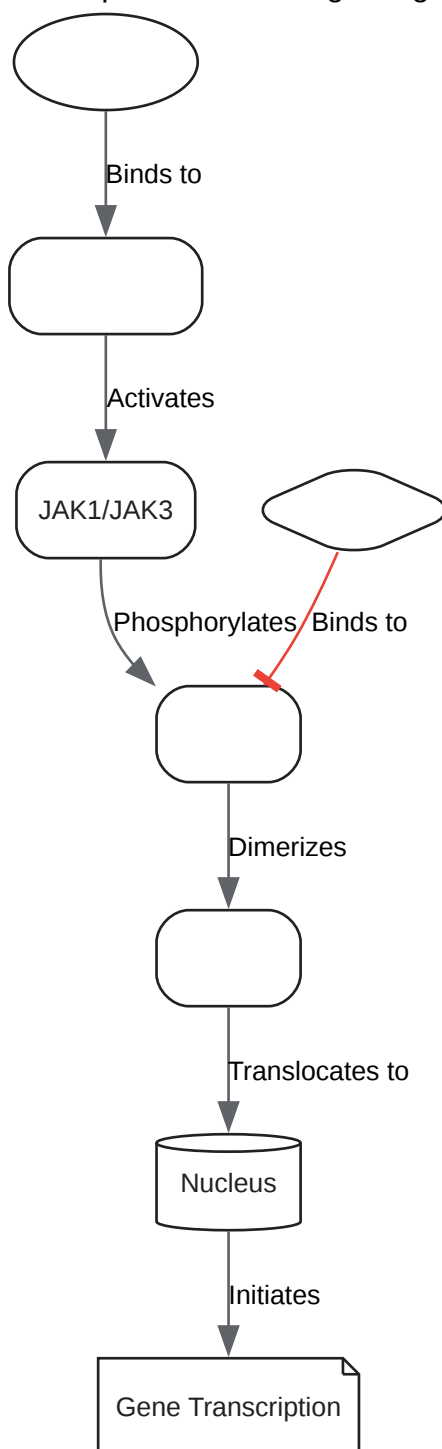 Binds to
Activates
JAK1/JAK3
Phosphorylates
Binds to
Dimerizes
Translocates to
Nucleus
Initiates
Gene Transcription